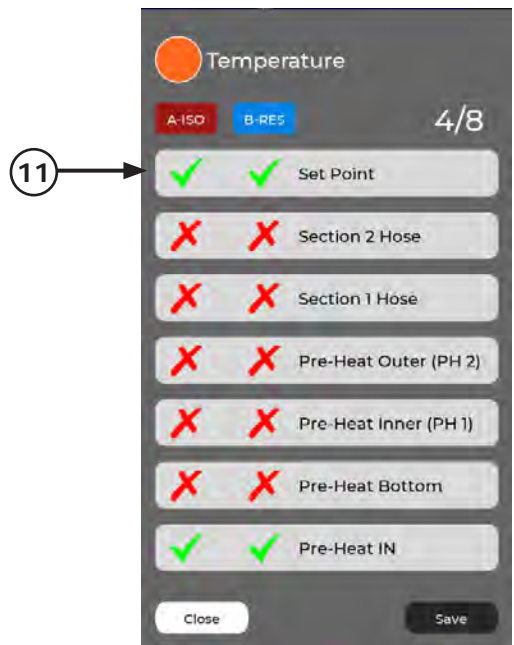 Temperature
A-ISO B-RES 4/8
11 Set Point
Section 2 Hose
Section 1 Hose
Pre-Heat Outer (PH 2)
Pre-Heat Inner (PH 1)
Pre-Heat Bottom
Pre-Heat IN
Close Save